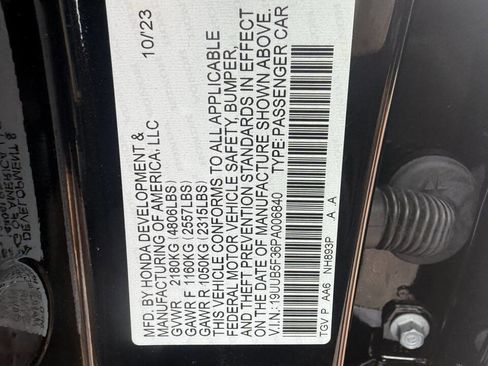 MFD. BY HONDA DEVELOPMENT & 10/'23
MANUFACTURING OF AMERICA, LLC
GVWR 2180KG (4806LBS)
GAWR F 1160KG (2557LBS)
GAWR R 1050KG (2315LBS)
THIS VEHICLE CONFORMS TO ALL APPLICABLE
FEDERAL MOTOR VEHICLE SAFETY, BUMPER,
AND THEFT PREVENTION STANDARDS IN EFFECT
ON THE DATE OF MANUFACTURE SHOWN ABOVE.
V.I.N.: 19UUB5F38PA006840 TYPE:PASSENGER CAR
TGV P AA6 NH893P A A